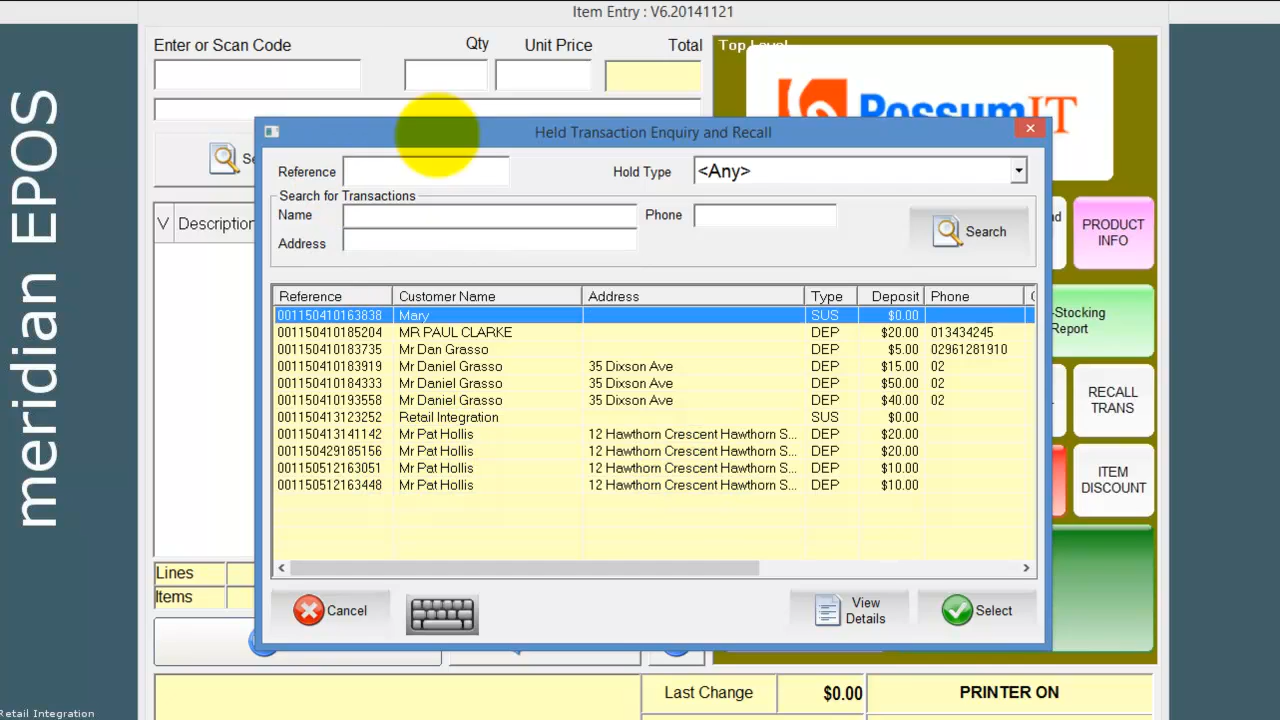 Item Entry : V6.20141121
meridian EPOS
Enter or Scan Code Qty Unit Price Total
Top Level
PossumIT
Held Transaction Enquiry and Recall
Reference Hold Type <Any>
Search for Transactions
Name Phone
Address
Search
V Description
PRODUCT
INFO
Reference Customer Name Address Type Deposit Phone
001150410163838 Mary SUS $0.00
001150410185204 MR PAUL CLARKE DEP $20.00 013434245
001150410183735 Mr Dan Grasso DEP $5.00 02961281910
001150410183919 Mr Daniel Grasso 35 Dixson Ave DEP $15.00 02
001150410184333 Mr Daniel Grasso 35 Dixson Ave DEP $50.00 02
001150410193558 Mr Daniel Grasso 35 Dixson Ave DEP $40.00 02
001150413123252 Retail Integration SUS $0.00
001150413141142 Mr Pat Hollis 12 Hawthorn Crescent Hawthorn S... DEP $20.00
001150429185156 Mr Pat Hollis 12 Hawthorn Crescent Hawthorn S... DEP $20.00
001150512163051 Mr Pat Hollis 12 Hawthorn Crescent Hawthorn S... DEP $10.00
001150512163448 Mr Pat Hollis 12 Hawthorn Crescent Hawthorn S... DEP $10.00
-Stocking
Report
RECALL
TRANS
ITEM
DISCOUNT
Lines
Items
Cancel
View
Details
Select
Last Change $0.00 PRINTER ON
Retail Integration